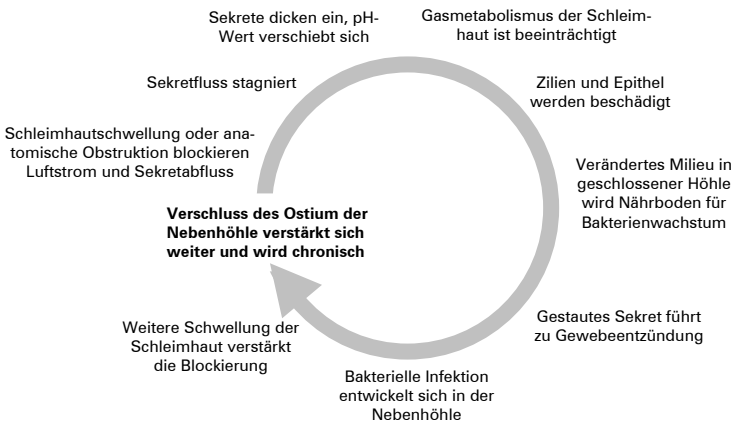 Sekrete dicken ein, pH-
Wert verschiebt sich
Gasmetabolismus der Schleim-
haut ist beeinträchtigt
Sekretfluss stagniert
Zilien und Epithel
werden beschädigt
Schleimhautschwellung oder ana-
tomische Obstruktion blockieren
Luftstrom und Sekretabfluss
Verändertes Milieu in
geschlossener Höhle
wird Nährboden für
Bakterienwachstum
Verschluss des Ostium der
Nebenhöhle verstärkt sich
weiter und wird chronisch
Gestautes Sekret führt
zu Gewebeentzündung
Weitere Schwellung der
Schleimhaut verstärkt
die Blockierung
Bakterielle Infektion
entwickelt sich in der
Nebenhöhle